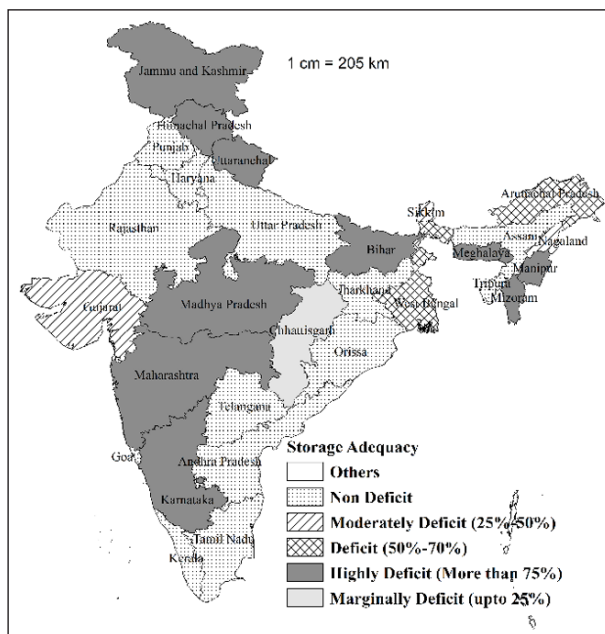 Jammu and Kashmir
1 cm = 205 km
Himachal Pradesh
Punjab
Uttaranchal
Haryana
Rajasthan
Uttar Pradesh
Sikkim
Arunachal Pradesh
Assam
Nagaland
Bihar
Meghalaya
Manipur
Tripura
Mizoram
Gujarat
Madhya Pradesh
Jharkhand
West Bengal
Chhattisgarh
Orissa
Maharashtra
Telangana
Goa
Andhra Pradesh
Karnataka
Tamil Nadu
Kerala
Storage Adequacy
Others
Non Deficit
Moderately Deficit (25%-50%)
Deficit (50%-70%)
Highly Deficit (More than 75%)
Marginally Deficit (upto 25%)